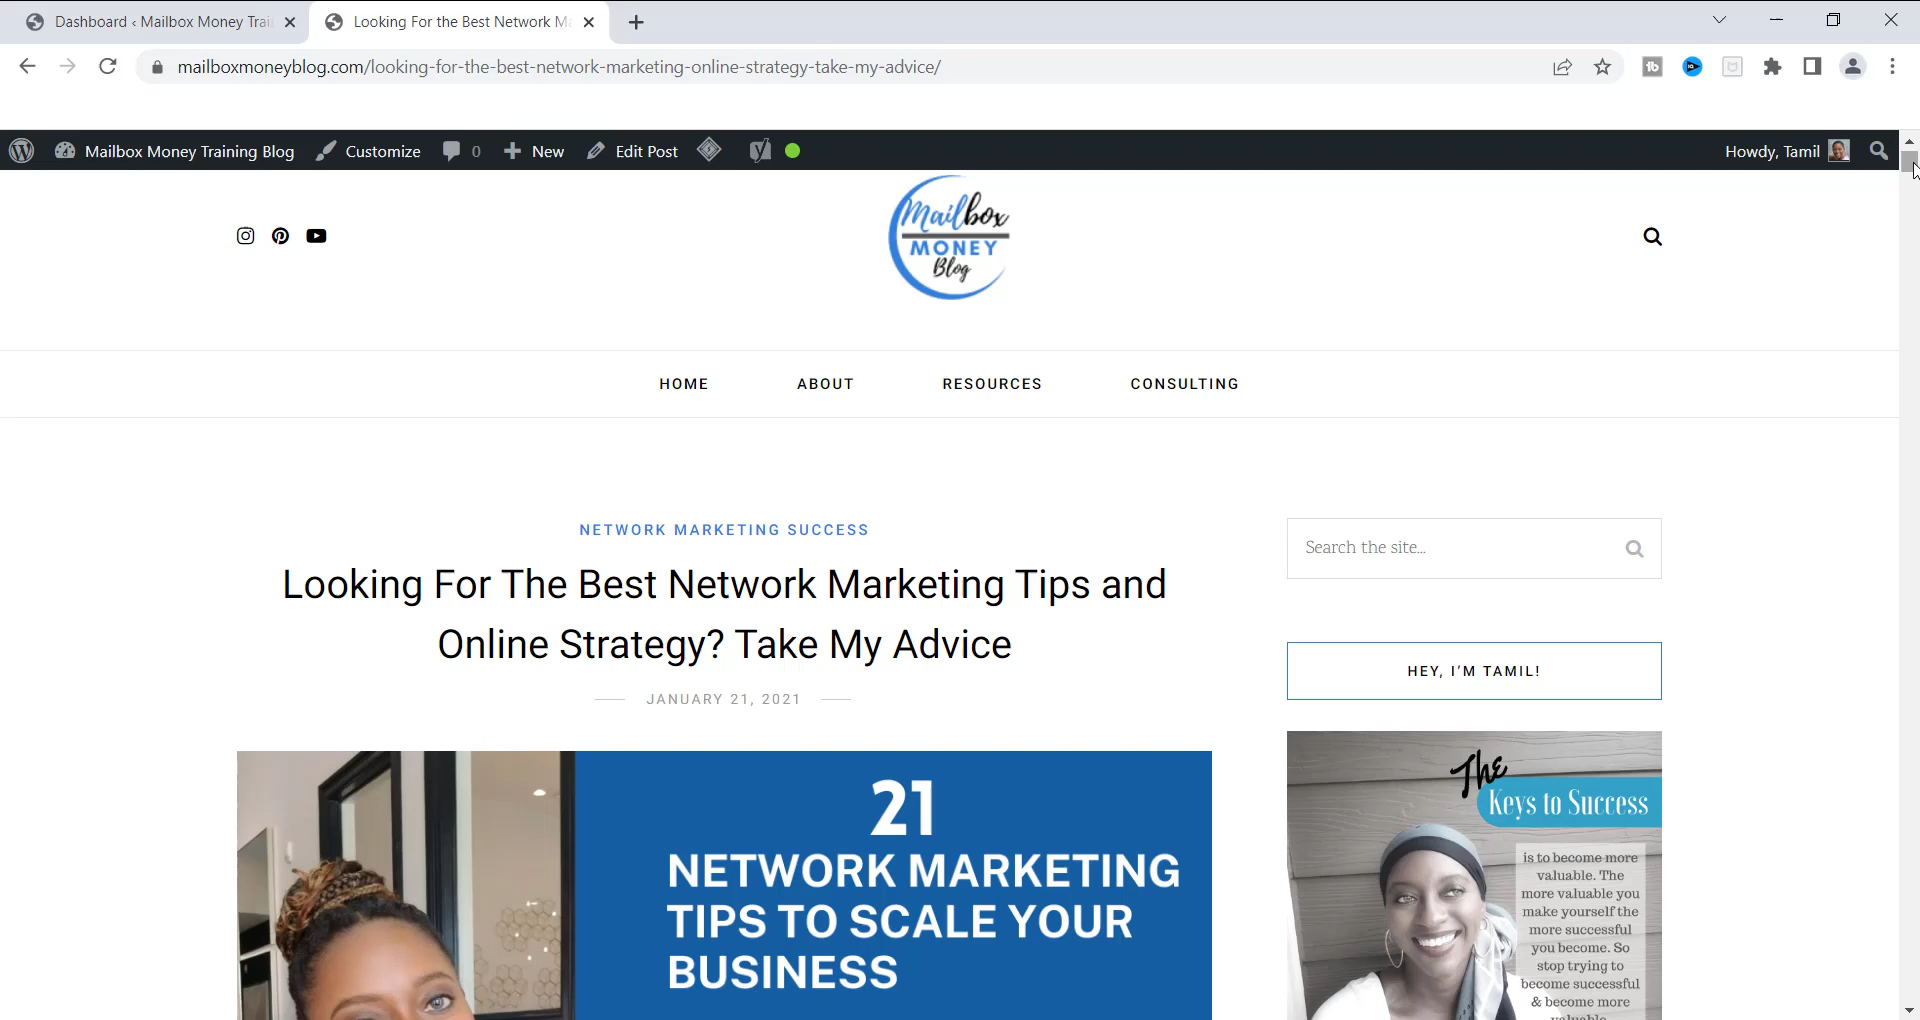 Dashboard ‹ Mailbox Money Trai
Looking For the Best Network Ma
mailboxmoneyblog.com/looking-for-the-best-network-marketing-online-strategy-take-my-advice/
Mailbox Money Training Blog
Customize
0
New
Edit Post
Howdy, Tamil
Mailbox
MONEY
Blog
HOME
ABOUT
RESOURCES
CONSULTING
NETWORK MARKETING SUCCESS
Looking For The Best Network Marketing Tips and
Online Strategy? Take My Advice
JANUARY 21, 2021
21
NETWORK MARKETING
TIPS TO SCALE YOUR
BUSINESS
Search the site...
HEY, I'M TAMIL!
The
Keys to Success
is to become more
valuable. The
more valuable you
make yourself the
more successful
you become. So
stop trying to
become successful
& become more
valuable